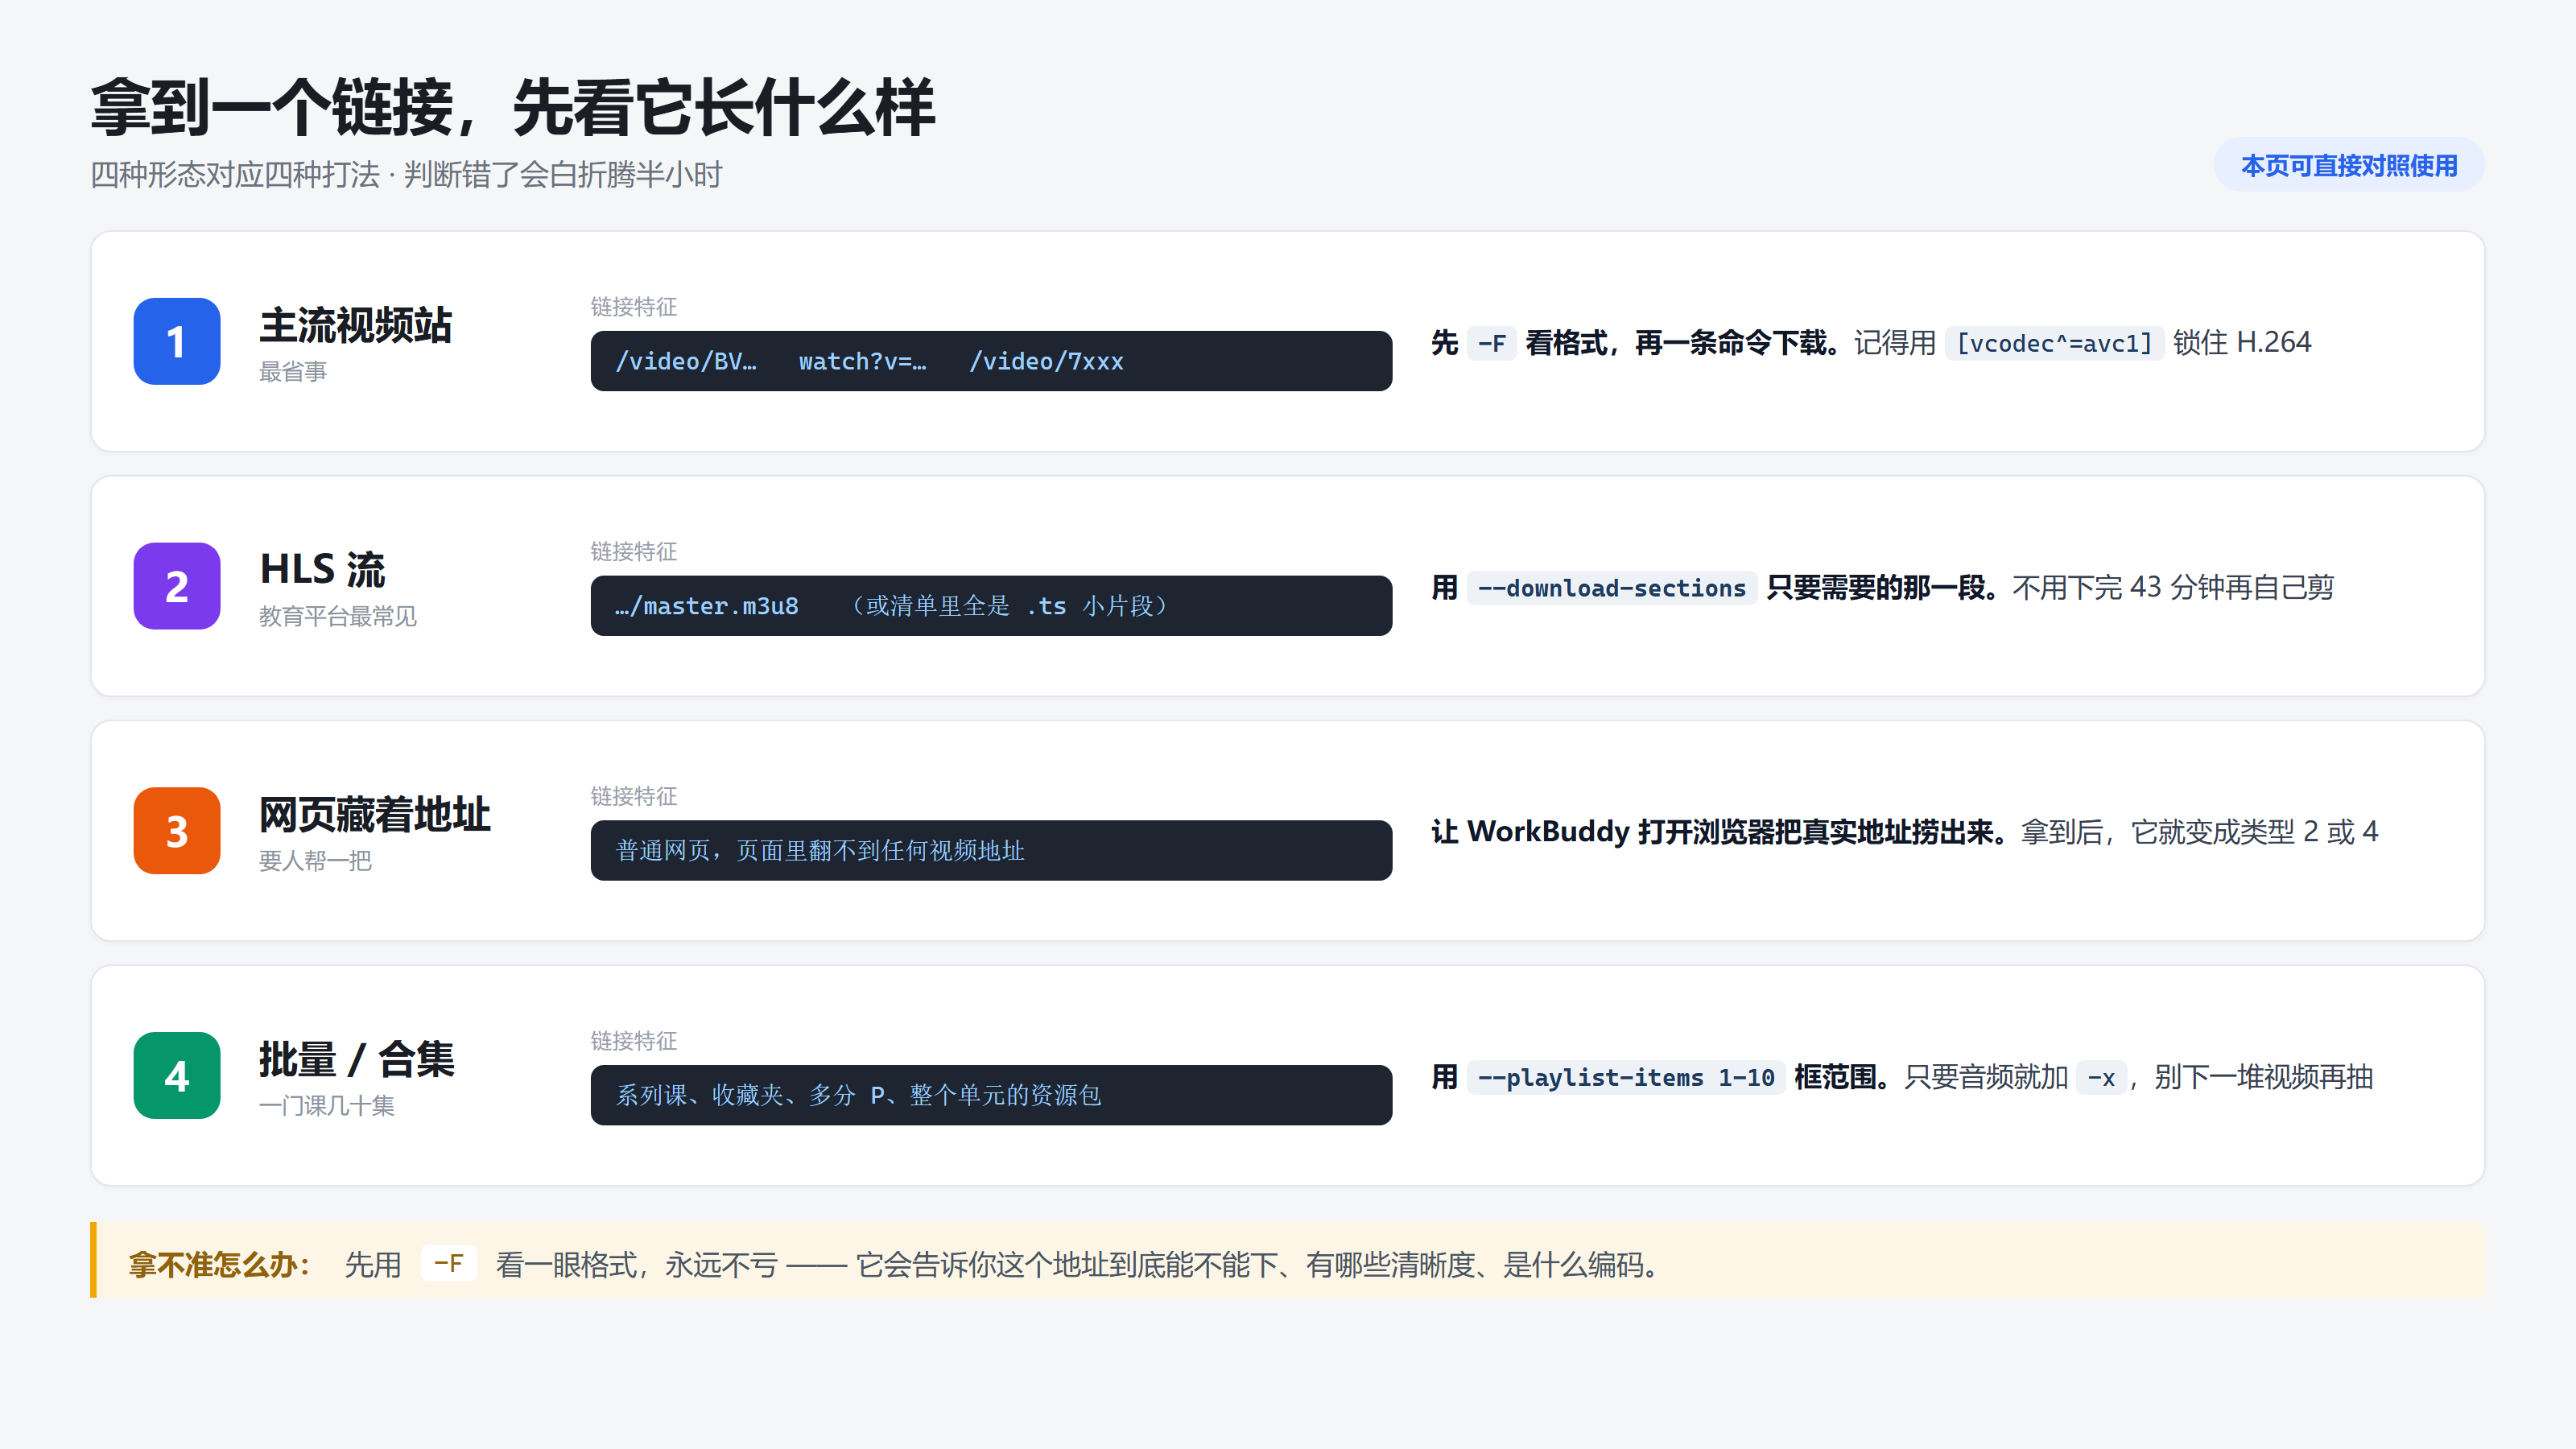 拿到一个链接，先看它长什么样
四种形态对应四种打法 · 判断错了会白折腾半小时
本页可直接对照使用
1
主流视频站
最省事
链接特征
/video/BV… watch?v=… /video/7xxx
先 -F 看格式，再一条命令下载。记得用 [vcodec^=avc1] 锁住 H.264
2
HLS 流
教育平台最常见
链接特征
…/master.m3u8 （或清单里全是 .ts 小片段）
用 --download-sections 只要需要的那一段。不用下完 43 分钟再自己剪
3
网页藏着地址
要人帮一把
链接特征
普通网页，页面里翻不到任何视频地址
让 WorkBuddy 打开浏览器把真实地址捞出来。拿到后，它就变成类型 2 或 4
4
批量 / 合集
一门课几十集
链接特征
系列课、收藏夹、多分 P、整个单元的资源包
用 --playlist-items 1-10 框范围。只要音频就加 -x，别下一堆视频再抽
拿不准怎么办： 先用 -F 看一眼格式，永远不亏 —— 它会告诉你这个地址到底能不能下、有哪些清晰度、是什么编码。